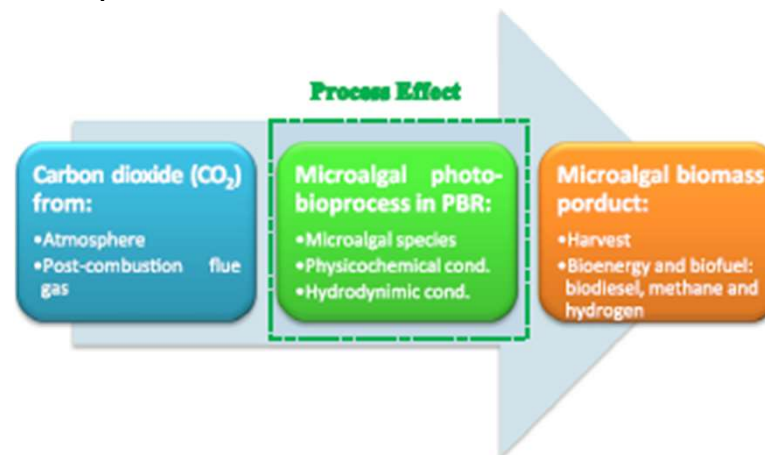 Process Effect
Carbon dioxide (CO₂)
from:
•Atmosphere
•Post-combustion flue
gas
Microalgal photo-
bioprocess in PBR:
•Microalgal species
•Physicochemical cond.
•Hydrodynimic cond.
Microalgal biomass
porduct:
•Harvest
•Bioenergy and biofuel:
biodiesel, methane and
hydrogen